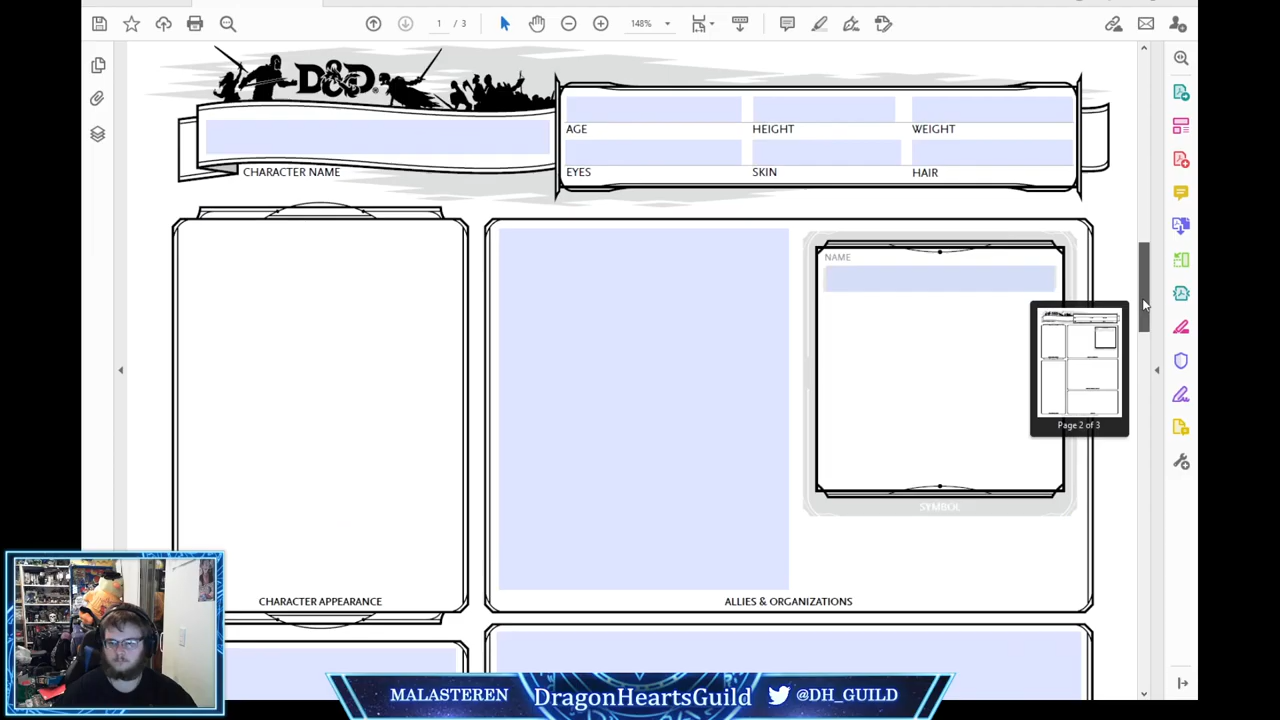 1 / 3
148%
D&D
AGE
HEIGHT
WEIGHT
CHARACTER NAME
EYES
SKIN
HAIR
NAME
SYMBOL
Page 2 of 3
CHARACTER APPEARANCE
ALLIES & ORGANIZATIONS
MALASTEREN
DragonHeartsGuild
@DH_GUILD